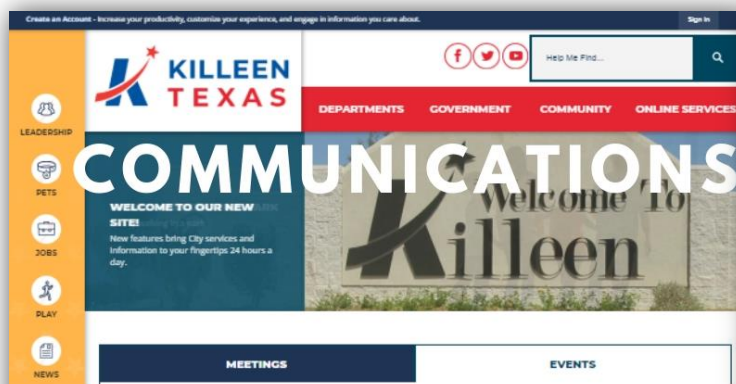 Create an Account - Increase your productivity, customize your experience, and engage in information you care about.
Sign In
KILLEEN
TEXAS
Help Me Find...
DEPARTMENTS GOVERNMENT COMMUNITY ONLINE SERVICES
LEADERSHIP
PETS
JOBS
PLAY
NEWS
COMMUNICATIONS
WELCOME TO OUR NEW
SITE!
New features bring City services and
information to your fingertips 24 hours a
day.
Welcome To
Killeen
MEETINGS
EVENTS